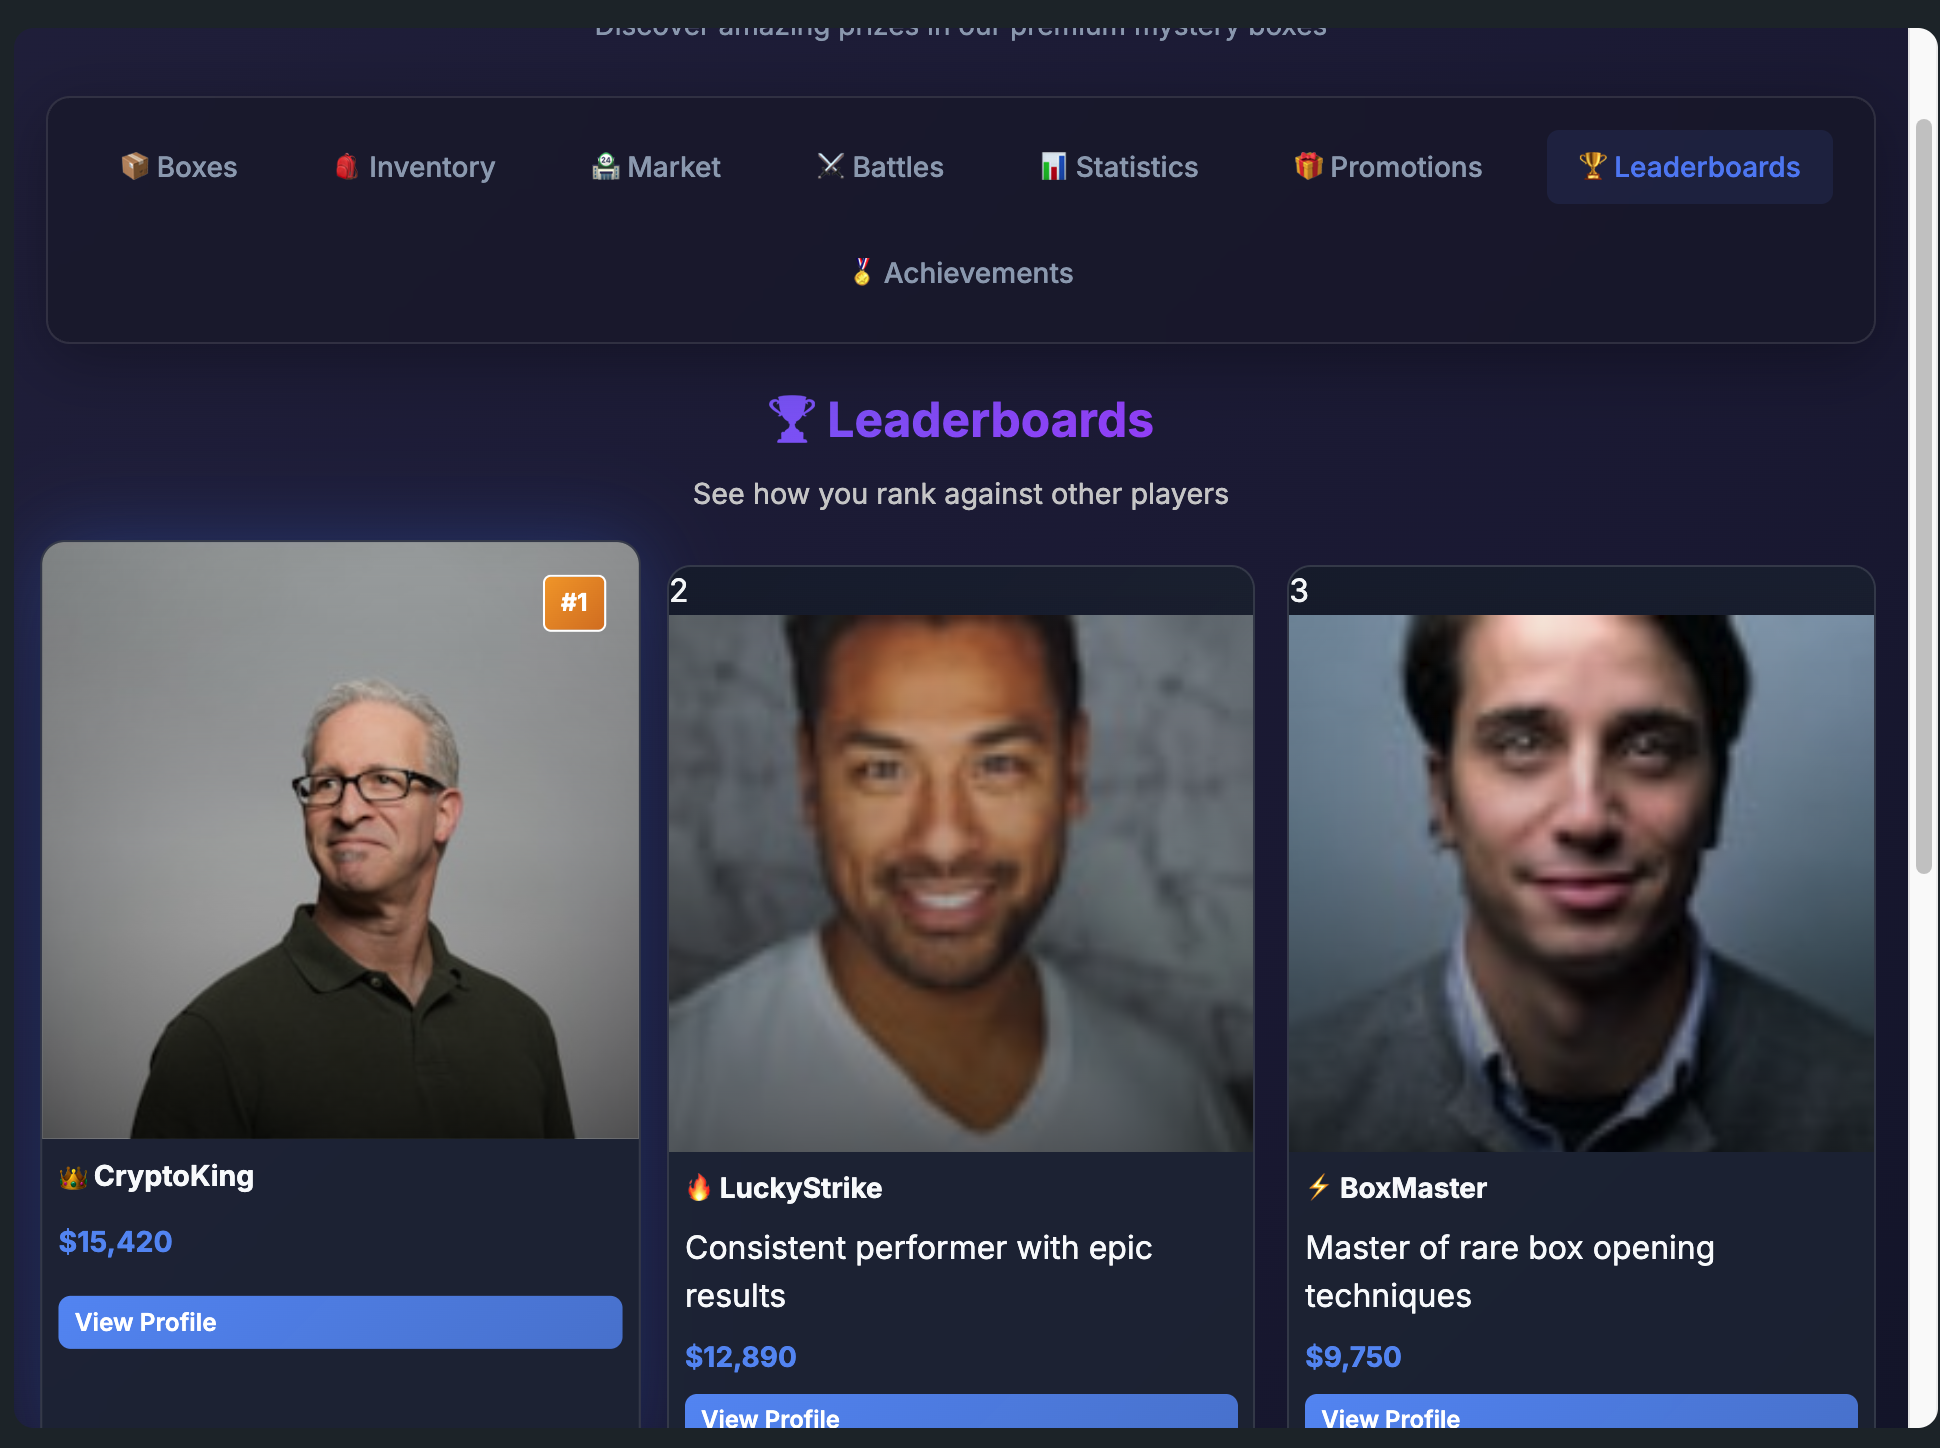 Discover amazing prizes in our premium mystery boxes
Boxes
Inventory
Market
Battles
Statistics
Promotions
Leaderboards
Achievements
Leaderboards
See how you rank against other players
#1
CryptoKing
$15,420
View Profile
2
LuckyStrike
Consistent performer with epic
results
$12,890
View Profile
3
BoxMaster
Master of rare box opening
techniques
$9,750
View Profile